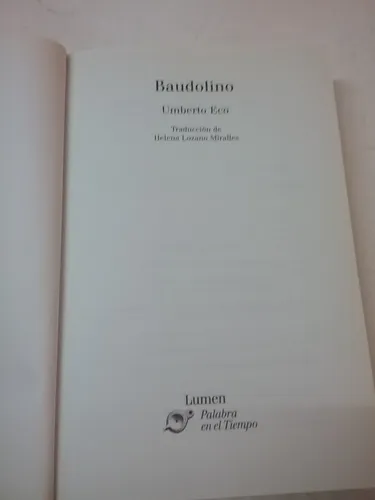 Baudolino
Umberto Eco
Traducción de
Helena Lozano Miralles
Lumen
Palabra
en el Tiempo